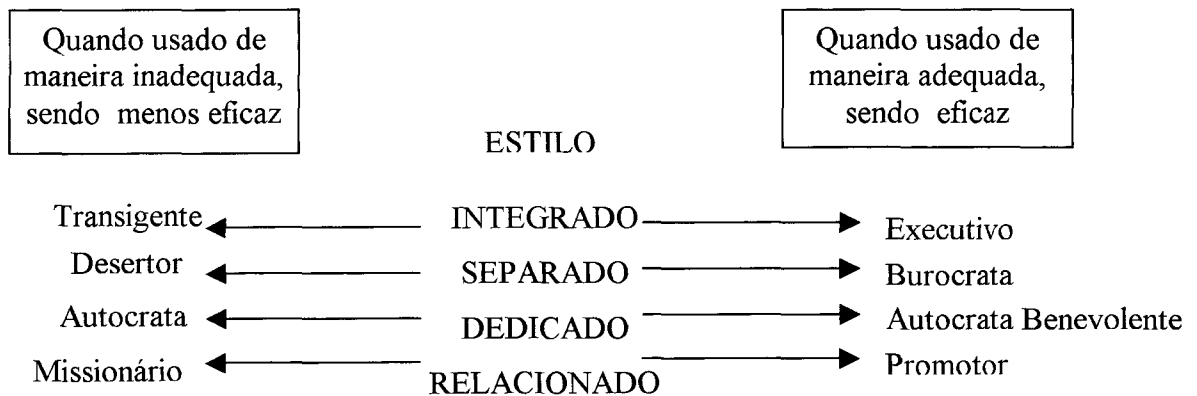 Quando usado de
maneira inadequada,
sendo menos eficaz
Quando usado de
maneira adequada,
sendo eficaz
ESTILO
Transigente INTEGRADO Executivo
Desertor SEPARADO Burocrata
Autocrata DEDICADO Autocrata Benevolente
Missionário RELACIONADO Promotor